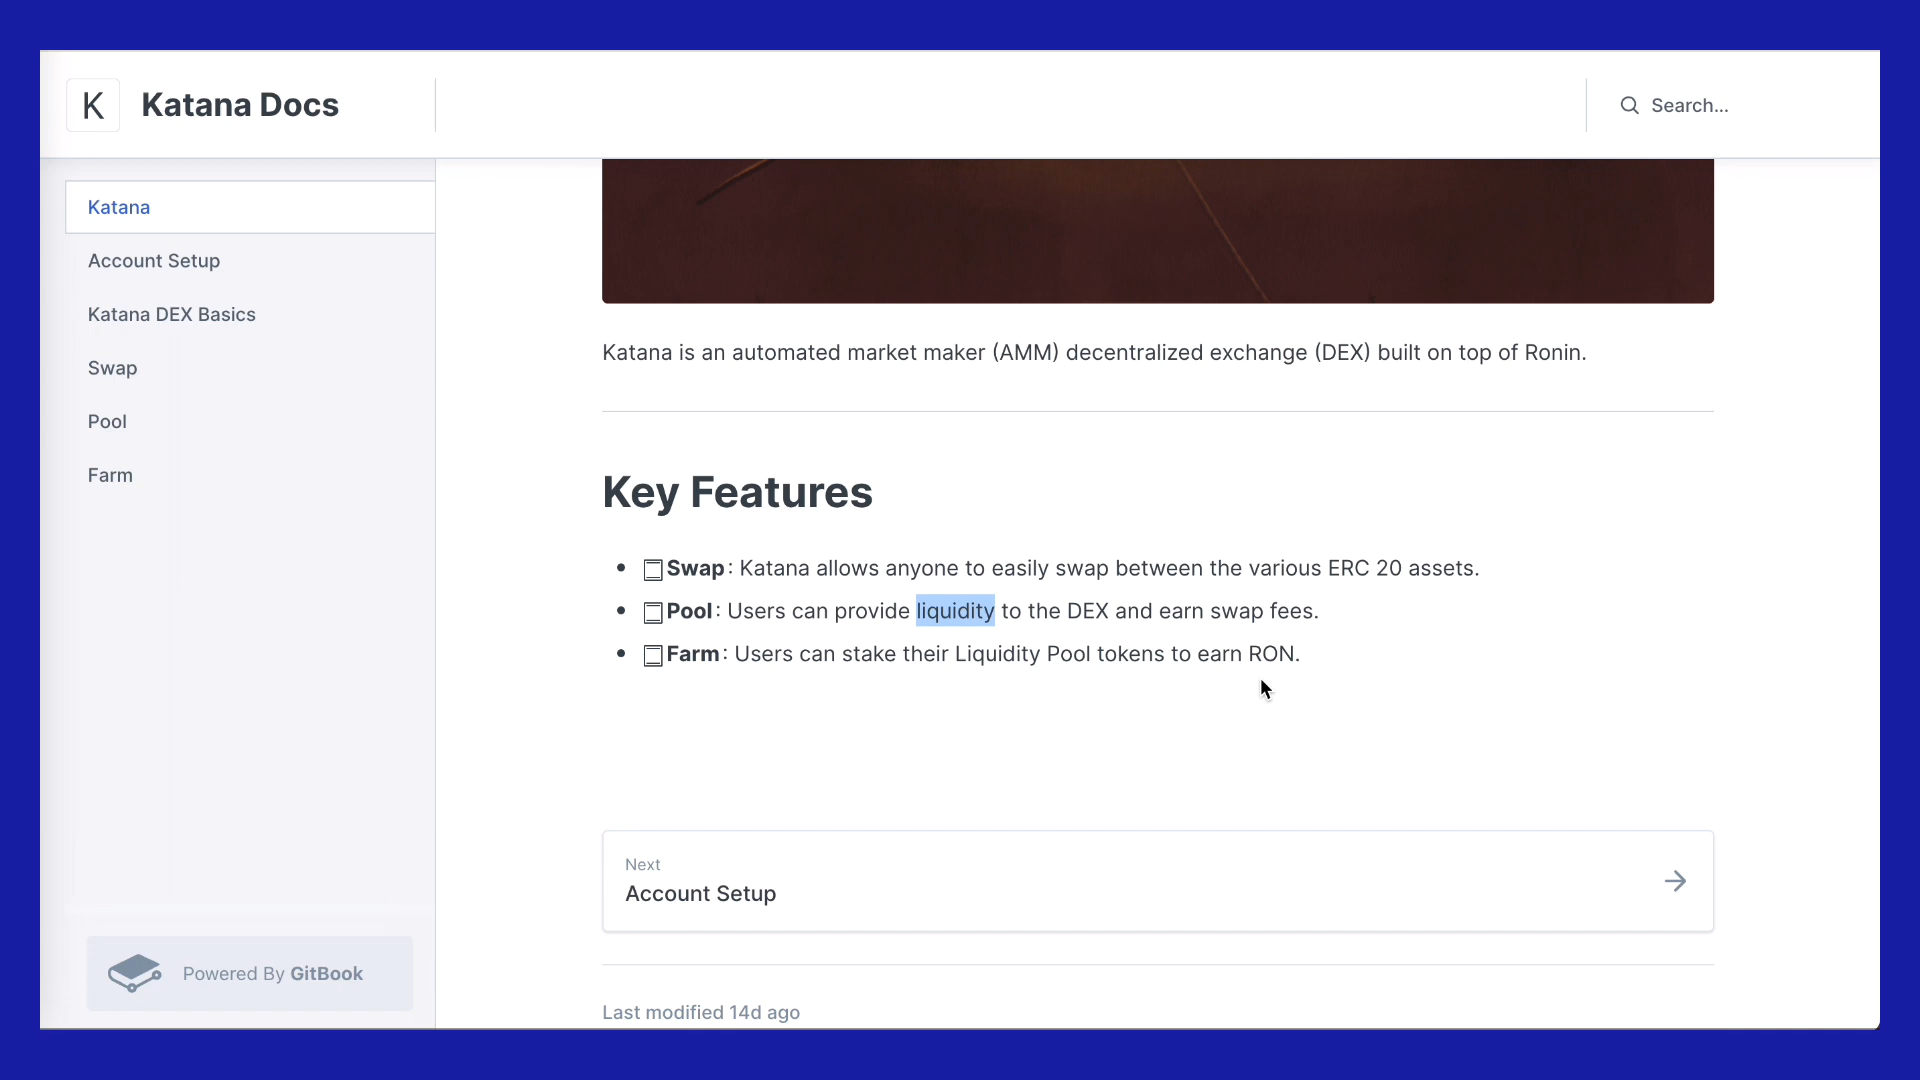 K
Katana Docs
Search...
Katana
Account Setup
Katana DEX Basics
Swap
Pool
Farm
Powered By GitBook
Katana is an automated market maker (AMM) decentralized exchange (DEX) built on top of Ronin.
Key Features
Swap: Katana allows anyone to easily swap between the various ERC 20 assets.
Pool: Users can provide liquidity to the DEX and earn swap fees.
Farm: Users can stake their Liquidity Pool tokens to earn RON.
Next
Account Setup
Last modified 14d ago